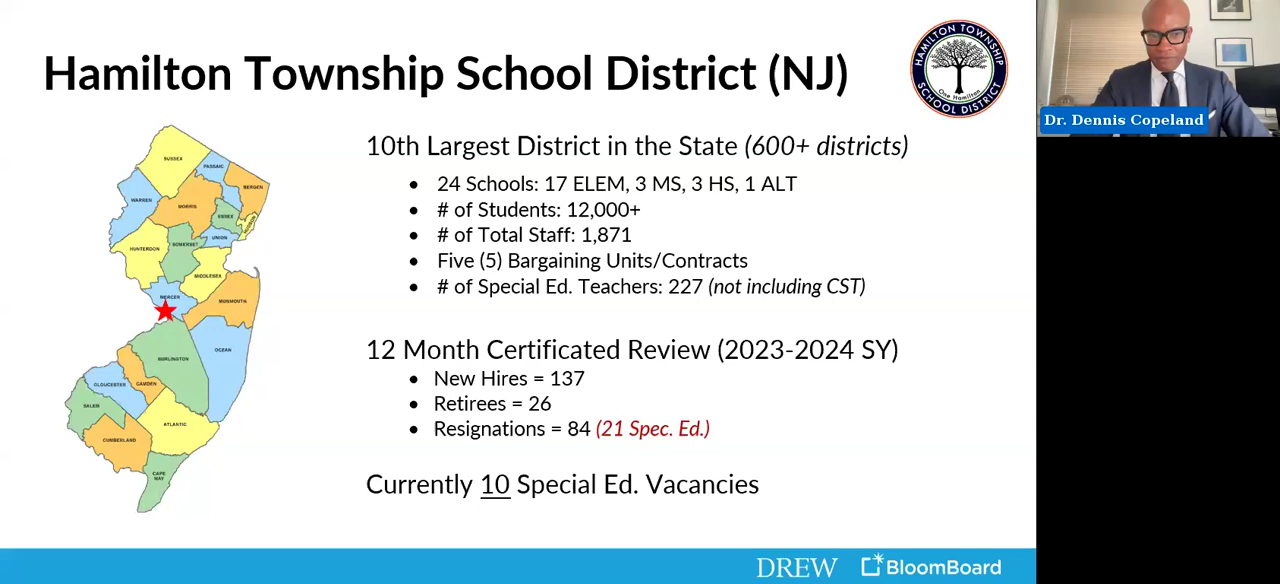 Hamilton Township School District (NJ)
HAMILTON TOWNSHIP
One Hamilton
SCHOOL DISTRICT
Dr. Dennis Copeland
10th Largest District in the State (600+ districts)
• 24 Schools: 17 ELEM, 3 MS, 3 HS, 1 ALT
• # of Students: 12,000+
• # of Total Staff: 1,871
• Five (5) Bargaining Units/Contracts
• # of Special Ed. Teachers: 227 (not including CST)
12 Month Certificated Review (2023-2024 SY)
• New Hires = 137
• Retirees = 26
• Resignations = 84 (21 Spec. Ed.)
Currently 10 Special Ed. Vacancies
SUSSEX
PASSAIC
BERGEN
WARREN
MORRIS
ESSEX
HUDSON
UNION
HUNTERDON
SOMERSET
MIDDLESEX
MERCER
MONMOUTH
OCEAN
BURLINGTON
CAMDEN
GLOUCESTER
SALEM
ATLANTIC
CUMBERLAND
CAPE
MAY
DREW
BloomBoard